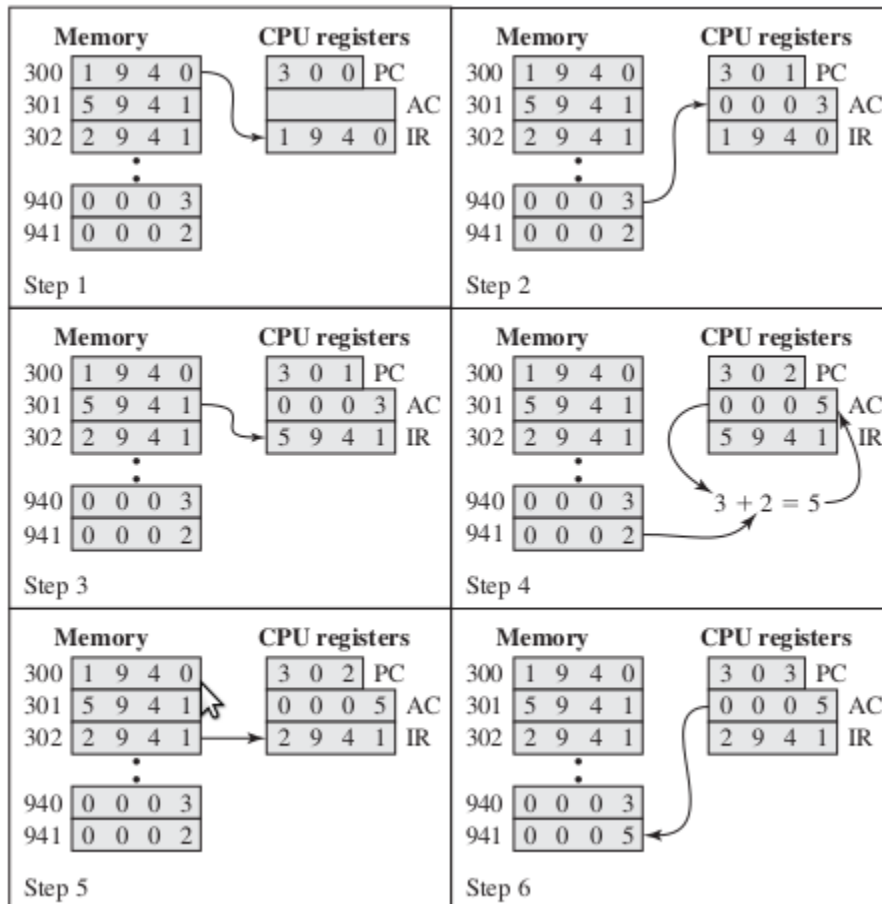 Memory CPU registers
300 1 9 4 0 3 0 0 PC
301 5 9 4 1 AC
302 2 9 4 1 1 9 4 0 IR
940 0 0 0 3
941 0 0 0 2
Step 1
Memory CPU registers
300 1 9 4 0 3 0 1 PC
301 5 9 4 1 0 0 0 3 AC
302 2 9 4 1 1 9 4 0 IR
940 0 0 0 3
941 0 0 0 2
Step 2
Memory CPU registers
300 1 9 4 0 3 0 1 PC
301 5 9 4 1 0 0 0 3 AC
302 2 9 4 1 5 9 4 1 IR
940 0 0 0 3
941 0 0 0 2
Step 3
Memory CPU registers
300 1 9 4 0 3 0 2 PC
301 5 9 4 1 0 0 0 5 AC
302 2 9 4 1 5 9 4 1 IR
940 0 0 0 3 3 + 2 = 5
941 0 0 0 2
Step 4
Memory CPU registers
300 1 9 4 0 3 0 2 PC
301 5 9 4 1 0 0 0 5 AC
302 2 9 4 1 2 9 4 1 IR
940 0 0 0 3
941 0 0 0 2
Step 5
Memory CPU registers
300 1 9 4 0 3 0 3 PC
301 5 9 4 1 0 0 0 5 AC
302 2 9 4 1 2 9 4 1 IR
940 0 0 0 3
941 0 0 0 5
Step 6